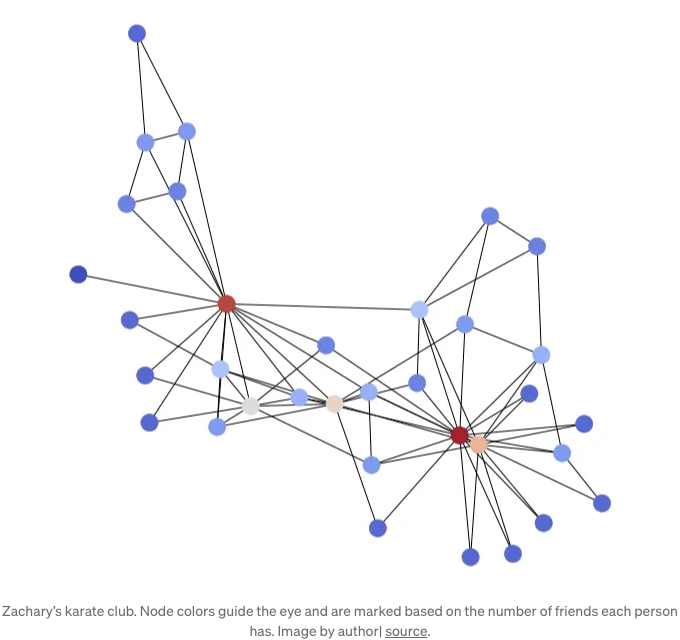 Zachary’s karate club. Node colors guide the eye and are marked based on the number of friends each person
has. Image by author| source.